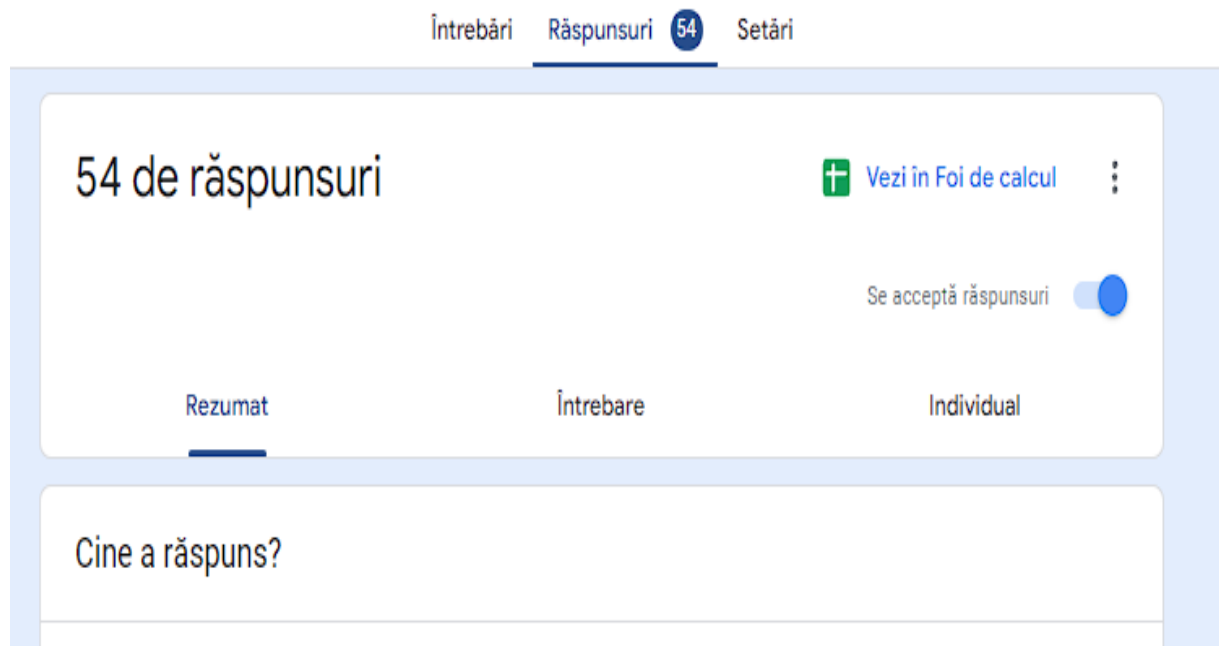 Întrebări Răspunsuri 54 Setări
54 de răspunsuri Vezi în Foi de calcul
Se acceptă răspunsuri
Rezumat Întrebare Individual
Cine a răspuns?